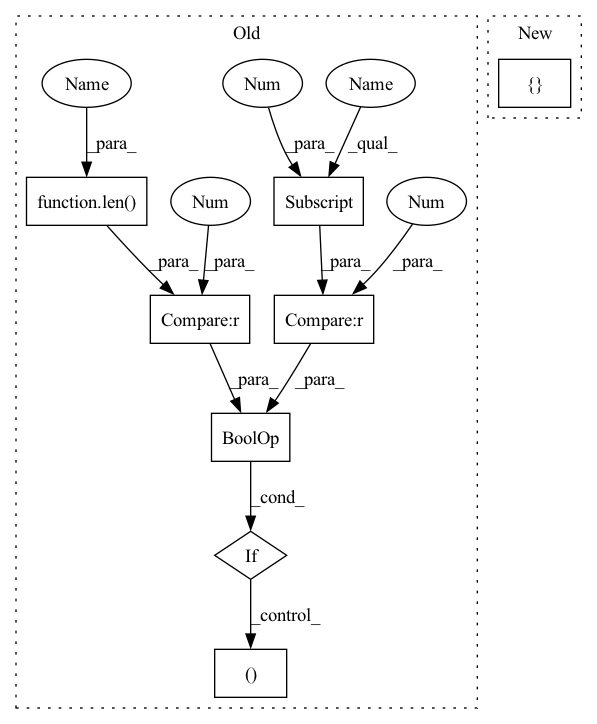 Old
New
Name
Num
Name
{}
_para_
_para_
_qual_
function.len()
Num
Subscript
Num
_para_
_para_
_para_
_para_
Compare:r
Compare:r
_para_
_para_
BoolOp
_cond_
If
_control_
()